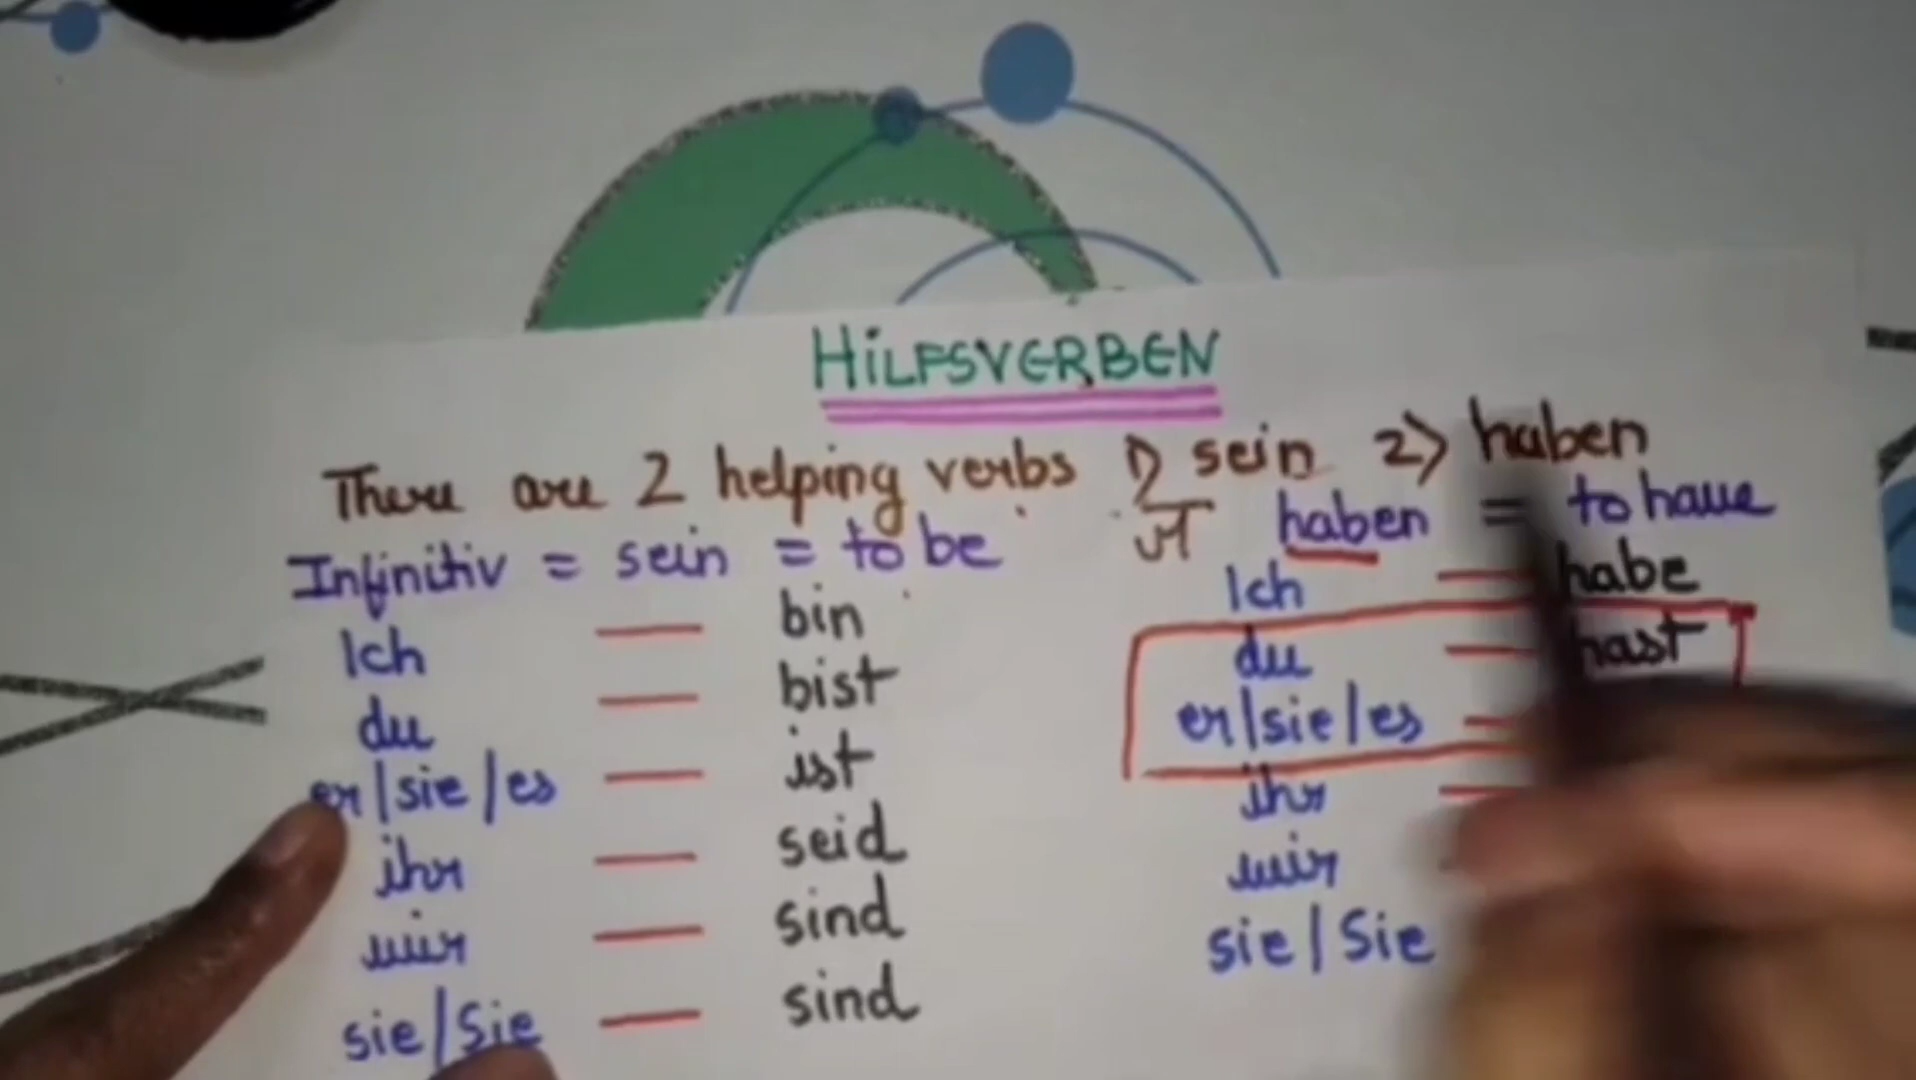 HiLFSVERBEN
There are 2 helping verbs 1) sein 2) haben
Infinitiv = sein = to be
Ich — bin
du — bist
er/sie/es — ist
ihr — seid
wir — sind
sie/Sie — sind
haben = to have
Ich — habe
du — hast
er/sie/es —
ihr —
wir
sie/Sie